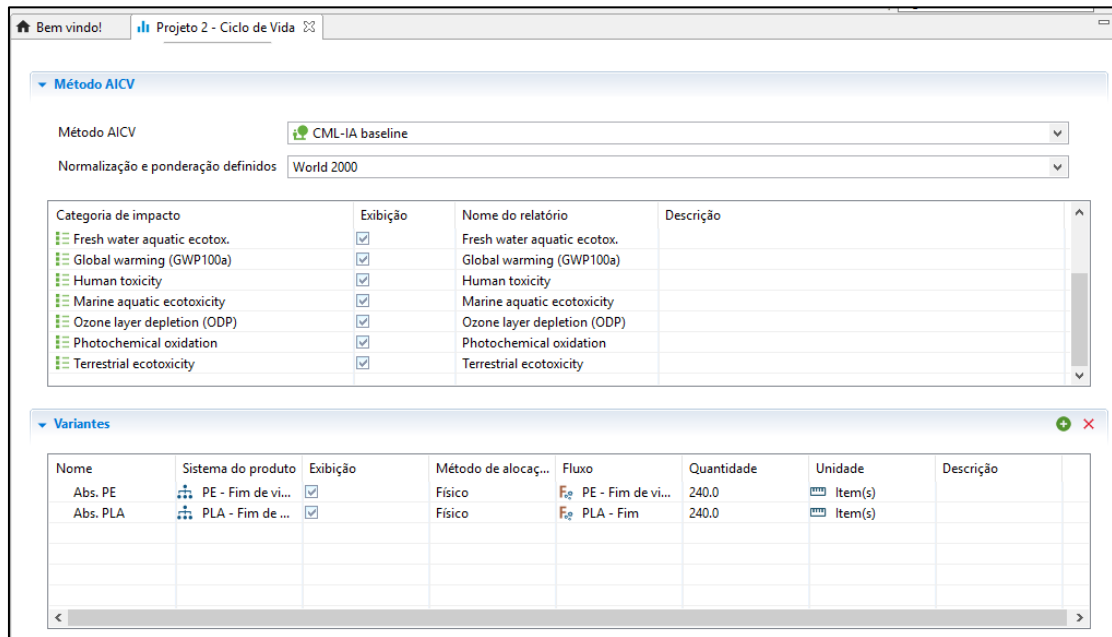 Bem vindo! Projeto 2 - Ciclo de Vida
Método AICV
Método AICV CML-IA baseline
Normalização e ponderação definidos World 2000
Categoria de impacto Exibição Nome do relatório Descrição
Fresh water aquatic ecotox. Fresh water aquatic ecotox.
Global warming (GWP100a) Global warming (GWP100a)
Human toxicity Human toxicity
Marine aquatic ecotoxicity Marine aquatic ecotoxicity
Ozone layer depletion (ODP) Ozone layer depletion (ODP)
Photochemical oxidation Photochemical oxidation
Terrestrial ecotoxicity Terrestrial ecotoxicity
Variantes
Nome Sistema do produto Exibição Método de alocaç... Fluxo Quantidade Unidade Descrição
Abs. PE PE - Fim de vi... Físico PE - Fim de vi... 240.0 Item(s)
Abs. PLA PLA - Fim de ... Físico PLA - Fim 240.0 Item(s)